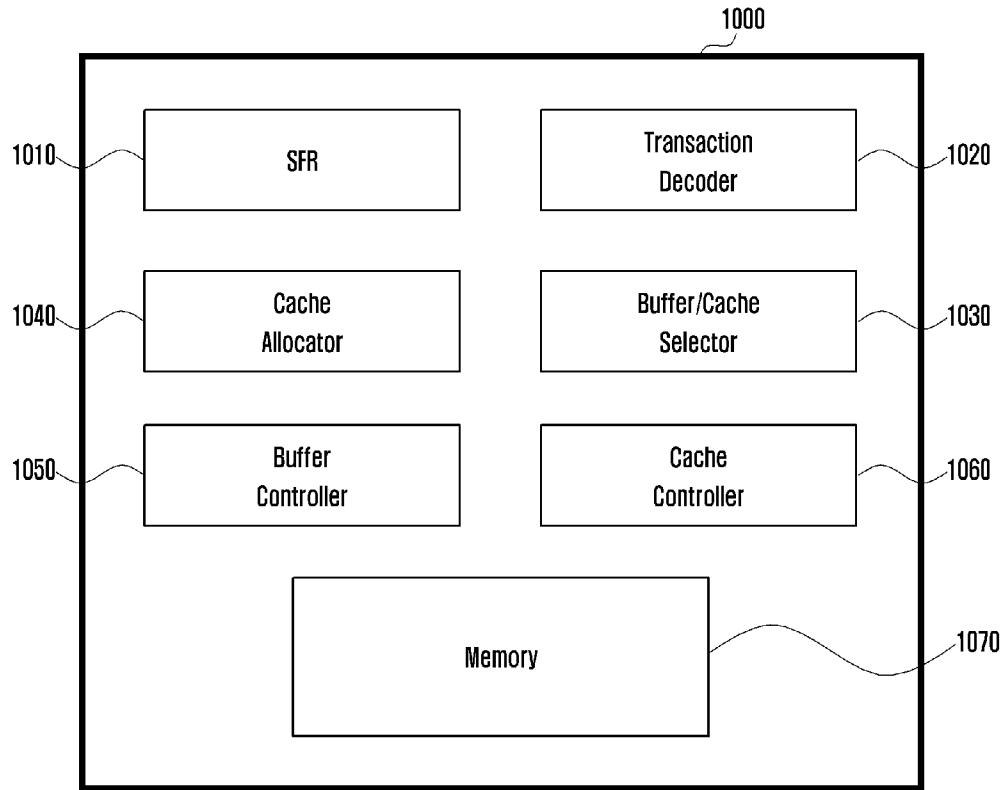 1000
1010
SFR
Transaction
Decoder
1020
1040
Cache
Allocator
Buffer/Cache
Selector
1030
1050
Buffer
Controller
Cache
Controller
1060
Memory
1070